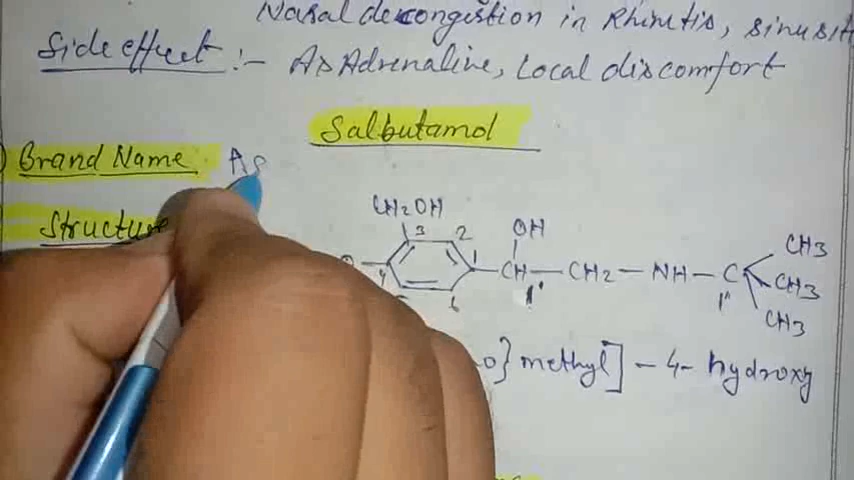 Nasal decongestion in Rhinitis, sinusit
Side effect :- As Adrenaline, Local discomfort
Salbutamol
Brand Name As
Structure
CH2OH
OH
3 2
4 1 CH — CH2 — NH — C CH3
CH3
CH3
6 1' 1"
o} methyl] - 4- hydroxy